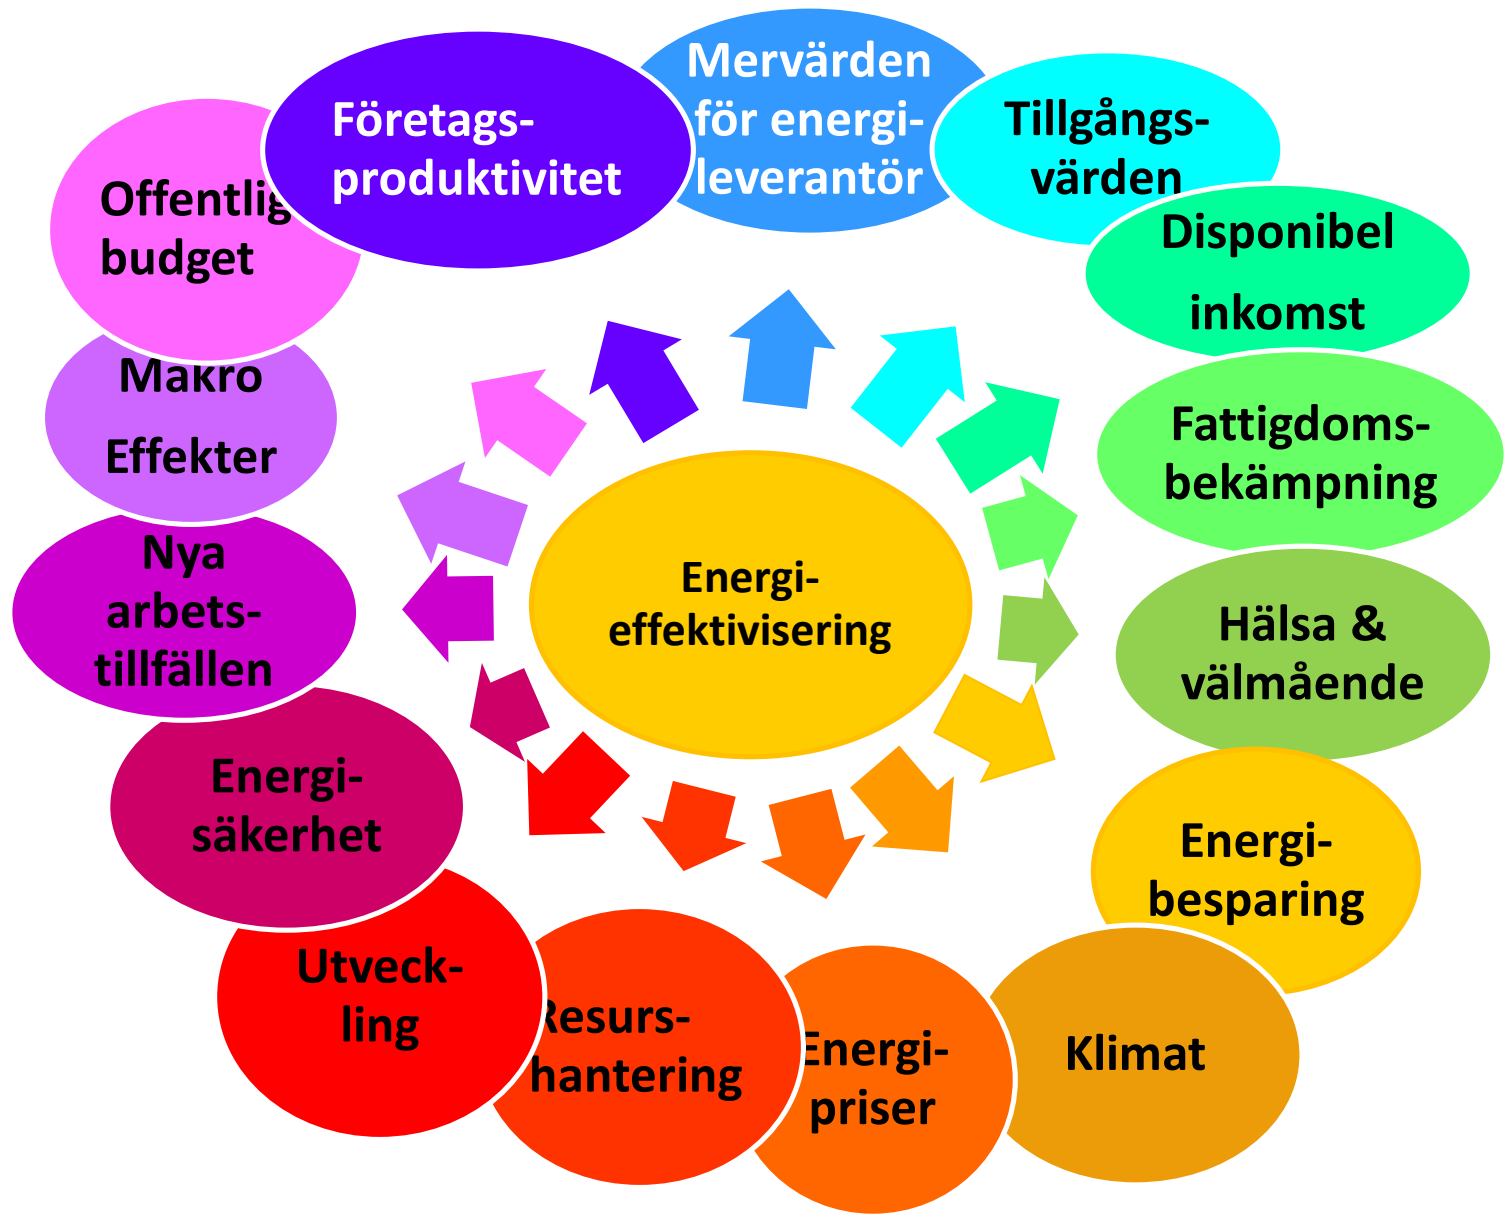 Mervärden
för energi-
leverantör
Tillgångs-
värden
Disponibel
inkomst
Fattigdoms-
bekämpning
Hälsa &
välmående
Energi-
besparing
Klimat
Energi-
priser
Resurs-
hantering
Utveck-
ling
Energi-
säkerhet
Nya
arbets-
tillfällen
Makro
Effekter
Offentlig
budget
Företags-
produktivitet
Energi-
effektivisering